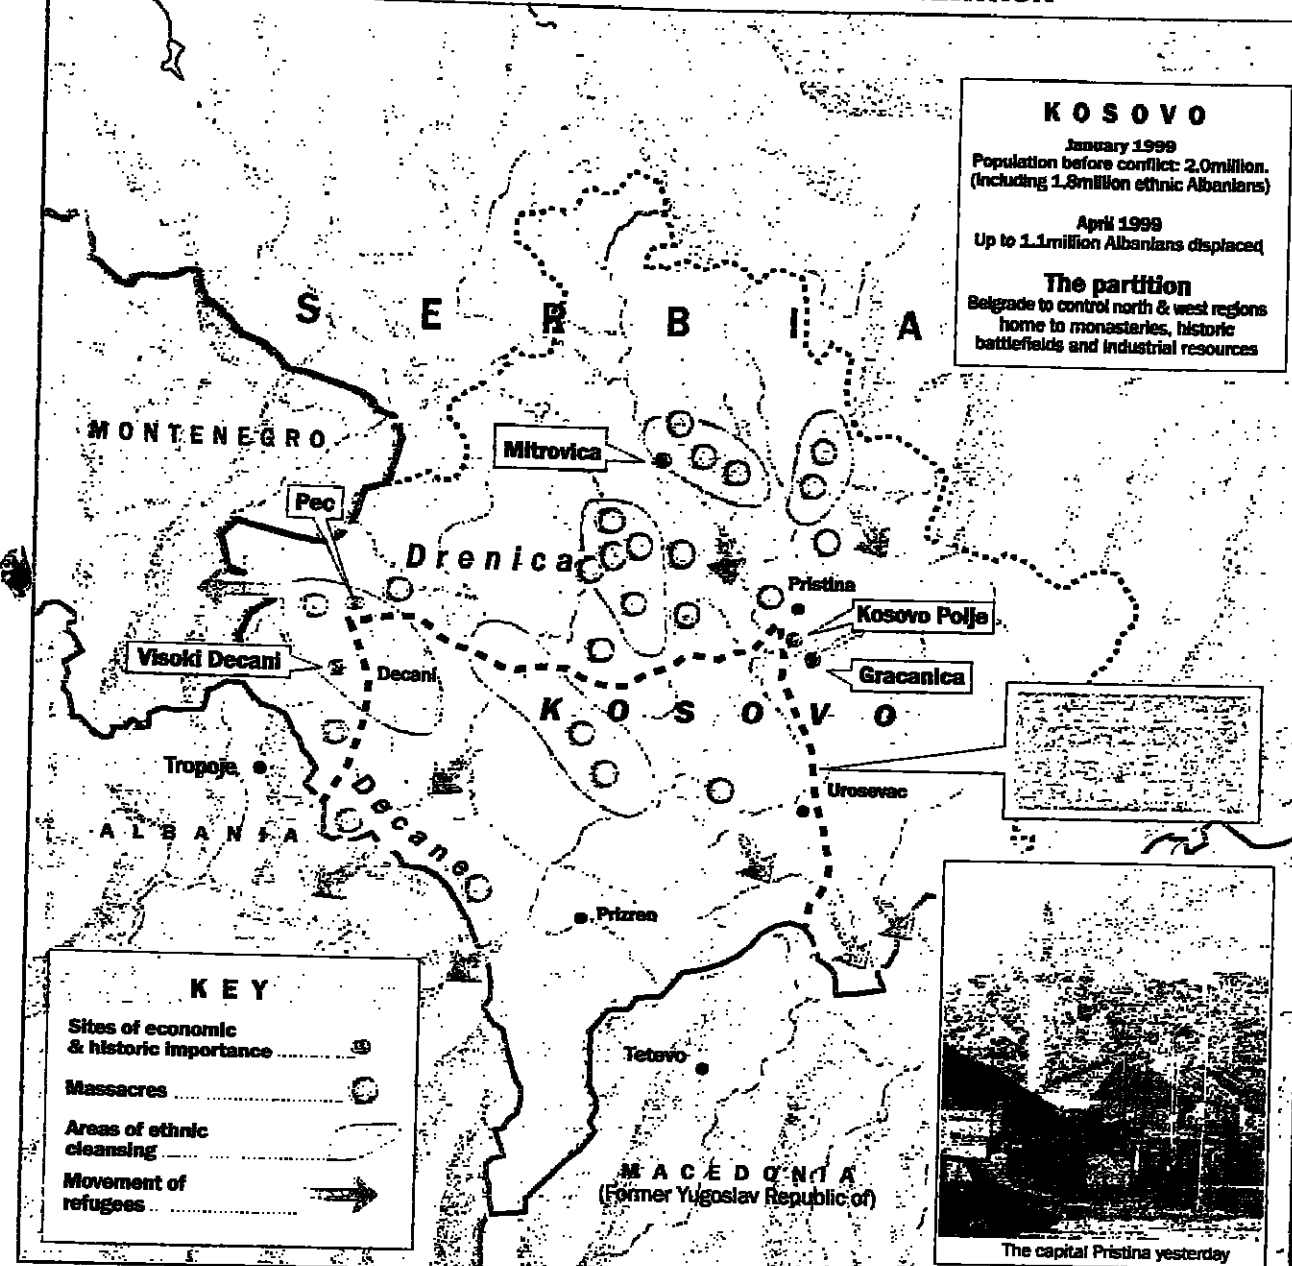 KOSOVO
January 1999
Population before conflict: 2.0million.
(including 1.8million ethnic Albanians)
April 1999
Up to 1.1million Albanians displaced
The partition
Belgrade to control north & west regions
home to monasteries, historic
battlefields and industrial resources
SERBIA
MONTENEGRO
Mitrovica
Pec
Drenica
Pristina
Kosovo Polje
Visoki Decani
Decani
Gracanica
KOSOVO
Tropoje
Decane
Urosevac
ALBANIA
Prizren
KEY
Sites of economic
& historic importance
Massacres
Areas of ethnic
cleansing
Movement of
refugees
Tetovo
MACEDONIA
(Former Yugoslav Republic of)
The capital Pristina yesterday